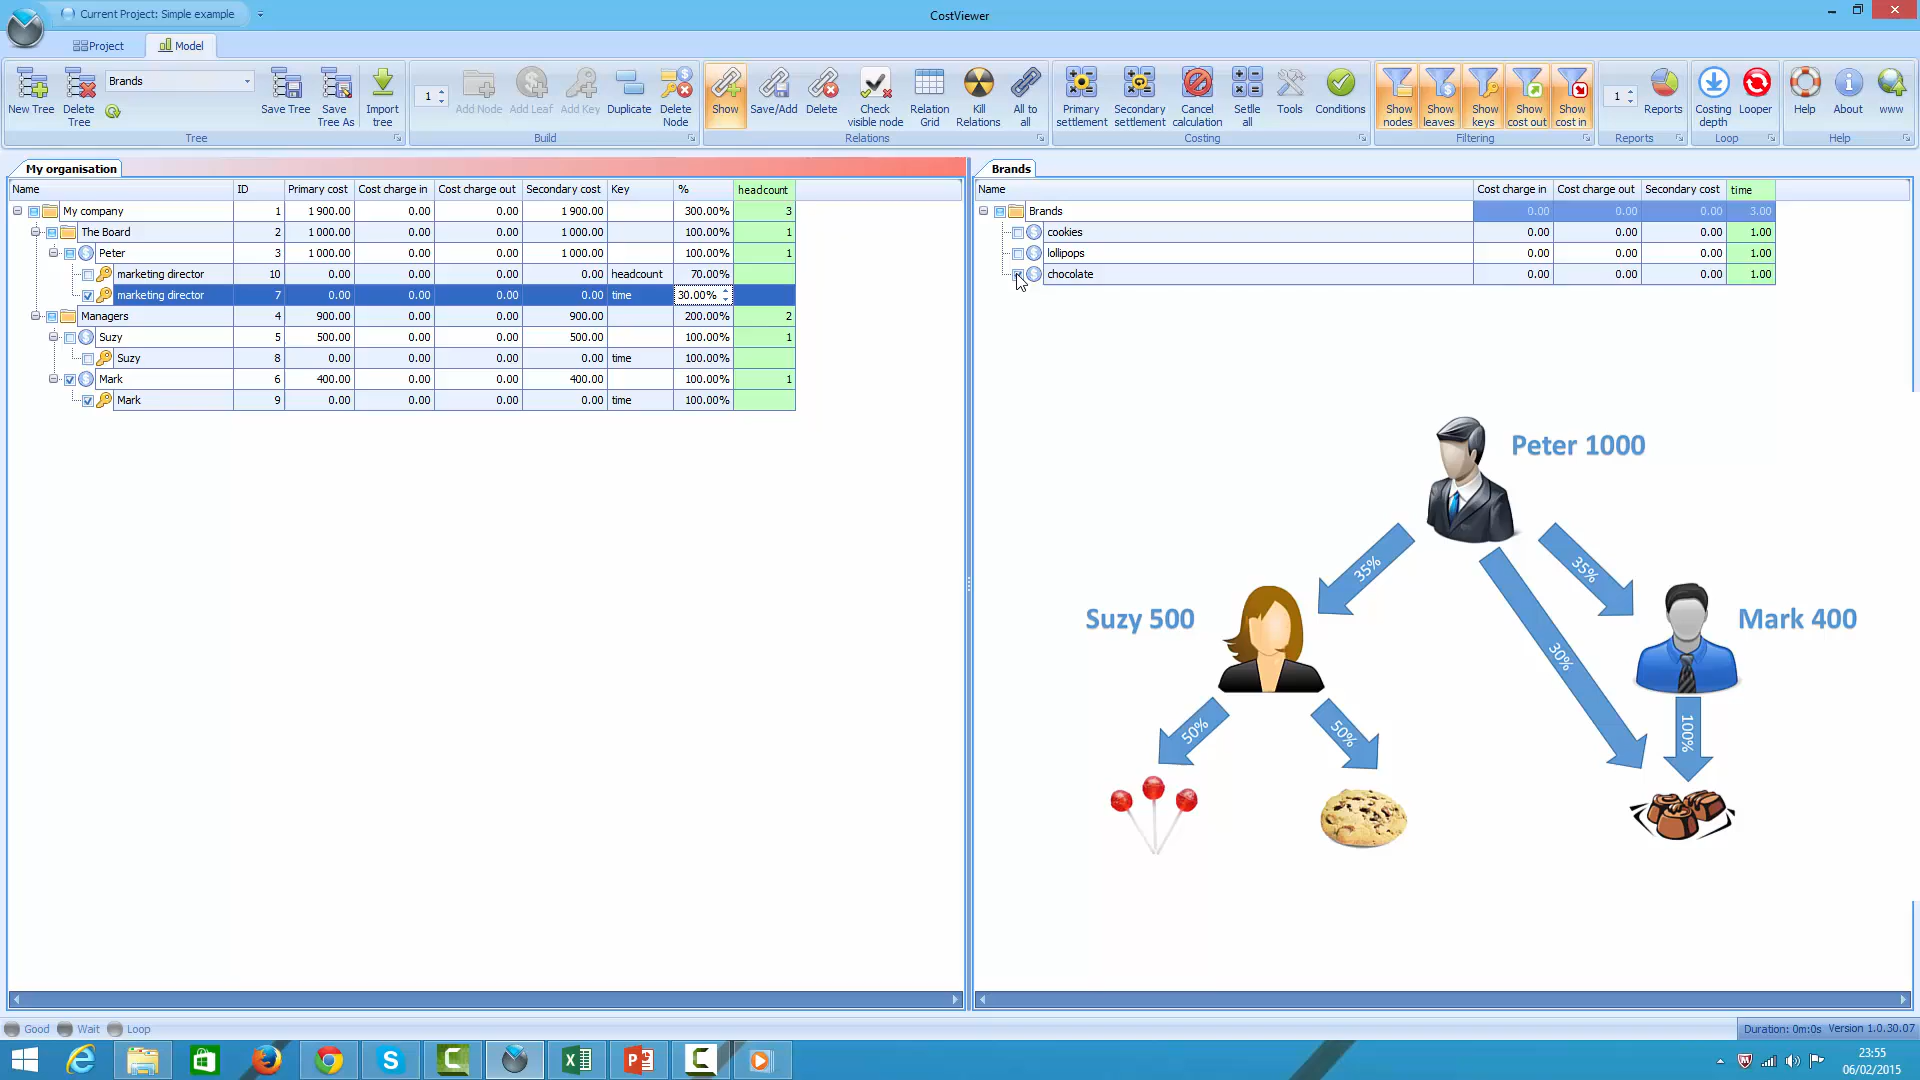 Current Project: Simple example
CostViewer
Project
Model
New Tree
Delete Tree
Brands
Save Tree
Save Tree As
Import tree
Tree
1
Add Node
Add Leaf
Add Key
Duplicate
Delete Node
Build
Show
Save/Add
Delete
Check visible node
Relation Grid
Kill Relations
All to all
Relations
Primary settlement
Secondary settlement
Cancel calculation
Setlle all
Tools
Conditions
Costing
Show nodes
Show leaves
Show keys
Show cost out
Show cost in
Filtering
1
Reports
Reports
Costing depth
Looper
Loop
Help
About
www
Help
My organisation
Name ID Primary cost Cost charge in Cost charge out Secondary cost Key % headcount
My company 1 1 900.00 0.00 0.00 1 900.00 300.00% 3
The Board 2 1 000.00 0.00 0.00 1 000.00 100.00% 1
Peter 3 1 000.00 0.00 0.00 1 000.00 100.00% 1
marketing director 10 0.00 0.00 0.00 0.00 headcount 70.00%
marketing director 7 0.00 0.00 0.00 0.00 time 30.00%
Managers 4 900.00 0.00 0.00 900.00 200.00% 2
Suzy 5 500.00 0.00 0.00 500.00 100.00% 1
Suzy 8 0.00 0.00 0.00 0.00 time 100.00%
Mark 6 400.00 0.00 0.00 400.00 100.00% 1
Mark 9 0.00 0.00 0.00 0.00 time 100.00%
Brands
Name Cost charge in Cost charge out Secondary cost time
Brands 0.00 0.00 0.00 3.00
cookies 0.00 0.00 0.00 1.00
lollipops 0.00 0.00 0.00 1.00
chocolate 0.00 0.00 0.00 1.00
Peter 1000
35%
35%
Suzy 500
Mark 400
30%
50%
50%
100%
Good
Wait
Loop
Duration: 0m:0s Version 1.0.30.07
23:55
06/02/2015